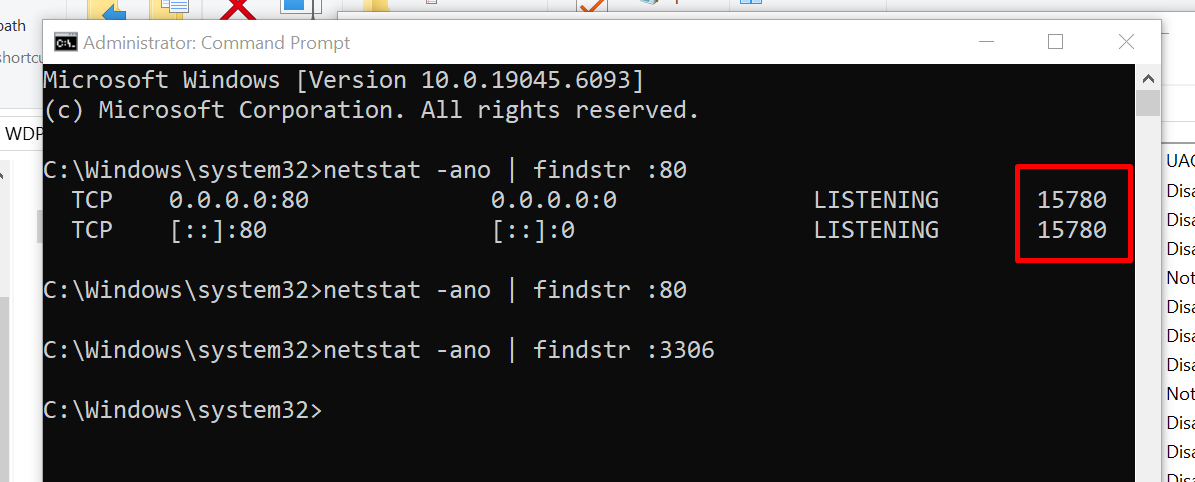 path
shortcu
WDP
Administrator: Command Prompt
Microsoft Windows [Version 10.0.19045.6093]
(c) Microsoft Corporation. All rights reserved.
C:\Windows\system32>netstat -ano | findstr :80
TCP    0.0.0.0:80             0.0.0.0:0              LISTENING       15780
TCP    [::]:80                [::]:0                 LISTENING       15780
C:\Windows\system32>netstat -ano | findstr :80
C:\Windows\system32>netstat -ano | findstr :3306
C:\Windows\system32>
UAC
Disa
Disa
Disa
Not
Disa
Disa
Disa
Not
Disa
Disa
Disa